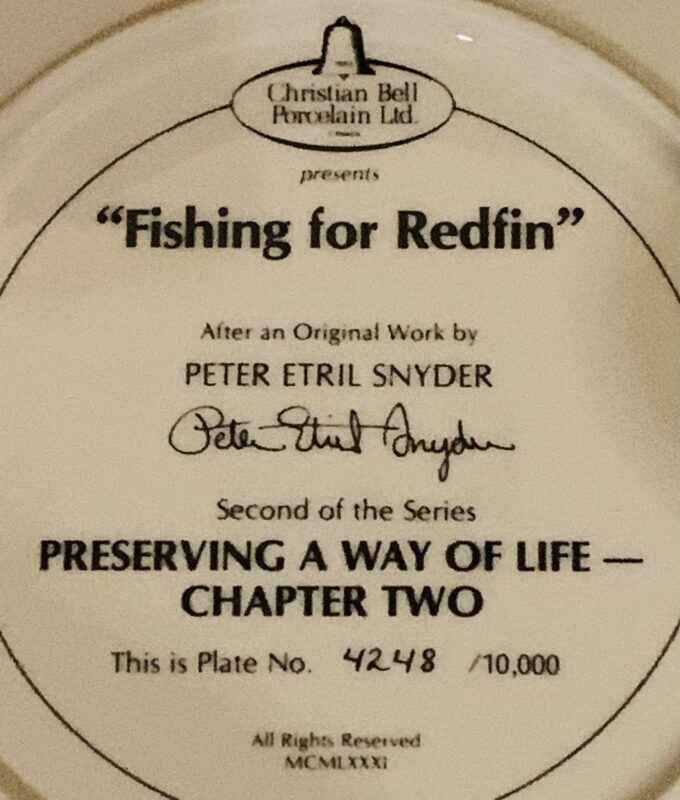 Christian Bell
Porcelain Ltd.
presents
“Fishing for Redfin”
After an Original Work by
PETER ETRIL SNYDER
Peter Etril Snyder
Second of the Series
PRESERVING A WAY OF LIFE —
CHAPTER TWO
This is Plate No. 4248 /10,000
All Rights Reserved
MCMLXXXI